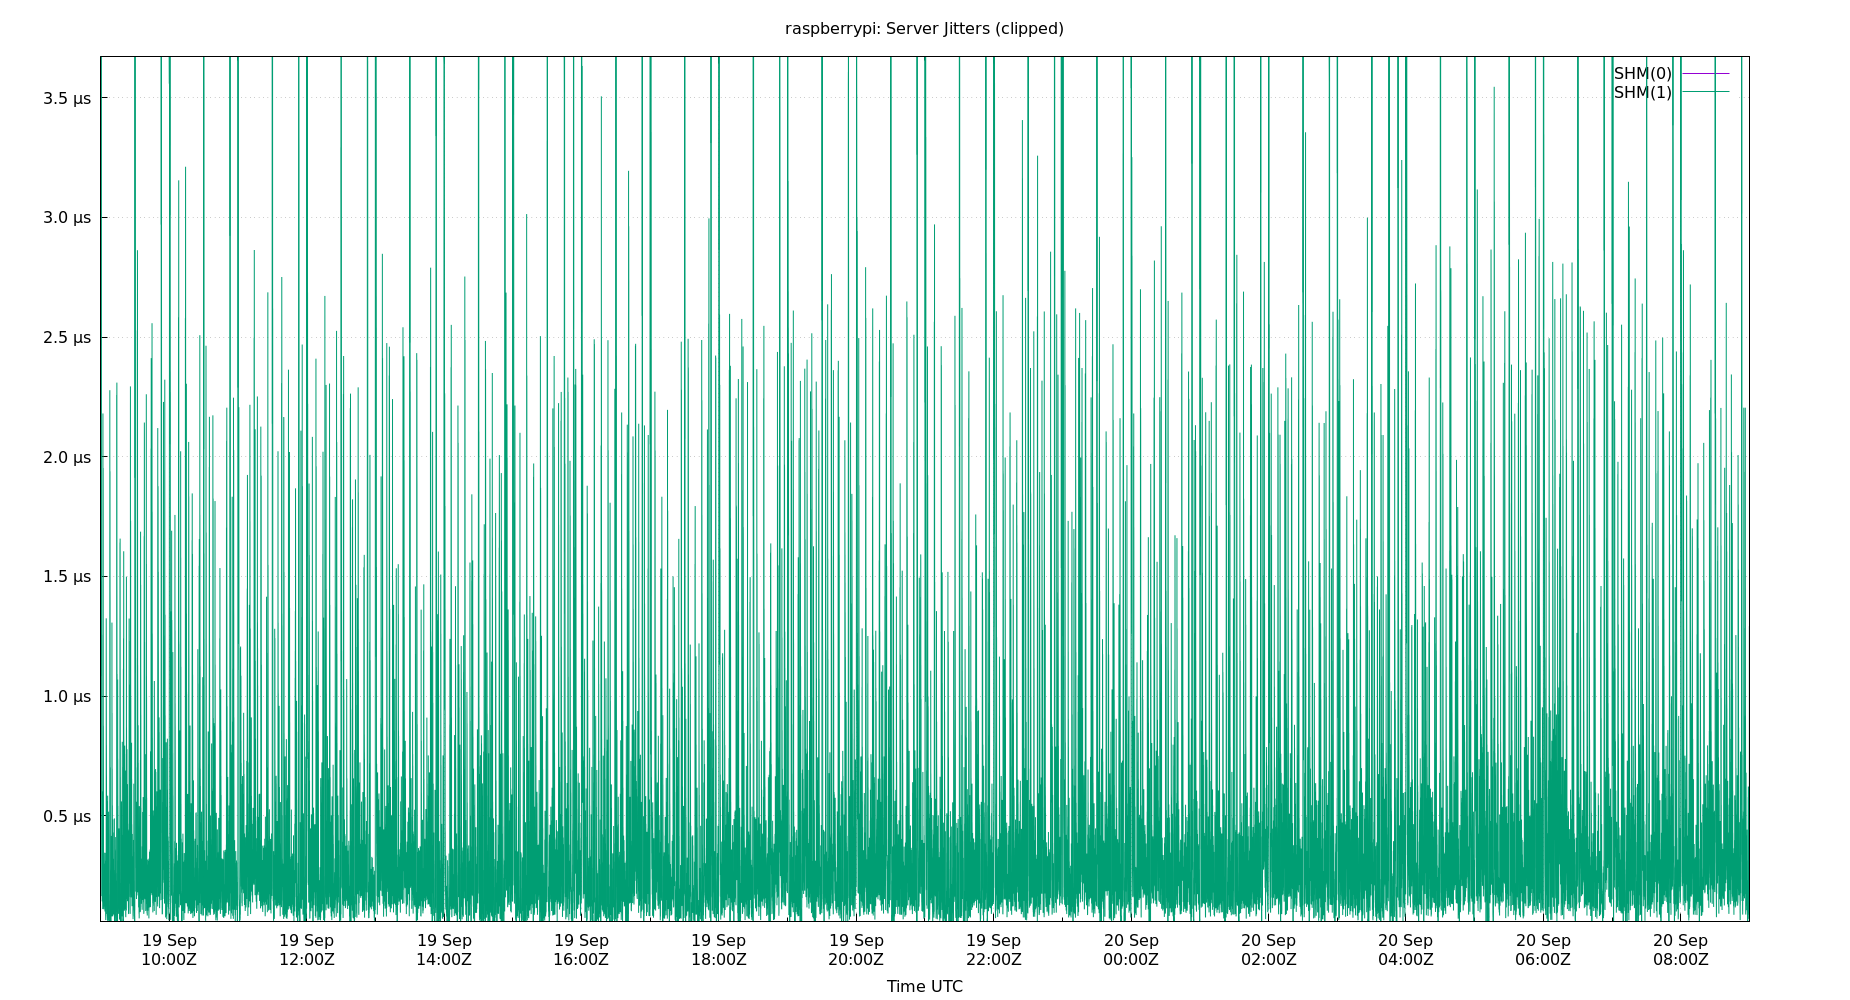 raspberrypi: Server Jitters (clipped)
SHM(0)
SHM(1)
3.5 µs
3.0 µs
2.5 µs
2.0 µs
1.5 µs
1.0 µs
0.5 µs
19 Sep 19 Sep 19 Sep 19 Sep 19 Sep 19 Sep 19 Sep 20 Sep 20 Sep 20 Sep 20 Sep 20 Sep
10:00Z 12:00Z 14:00Z 16:00Z 18:00Z 20:00Z 22:00Z 00:00Z 02:00Z 04:00Z 06:00Z 08:00Z
Time UTC